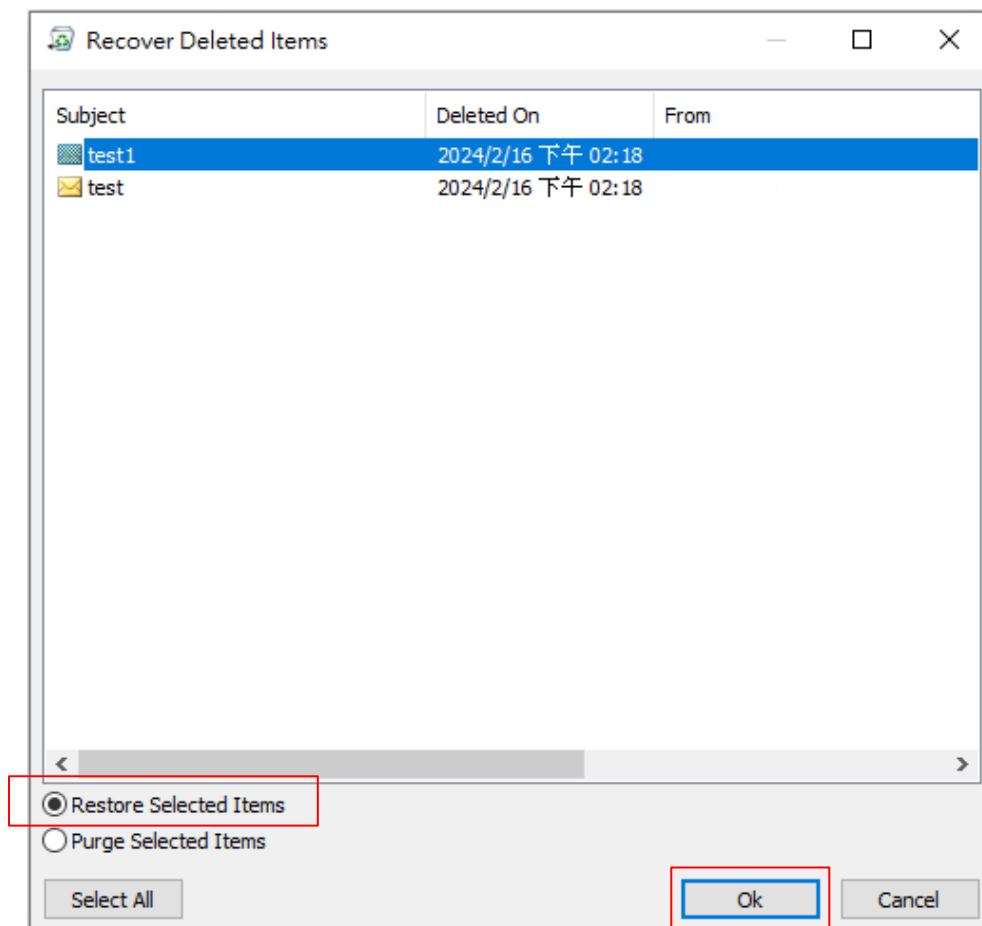 Recover Deleted Items
Subject Deleted On From
test1 2024/2/16 下午 02:18
test 2024/2/16 下午 02:18
Restore Selected Items
Purge Selected Items
Select All Ok Cancel